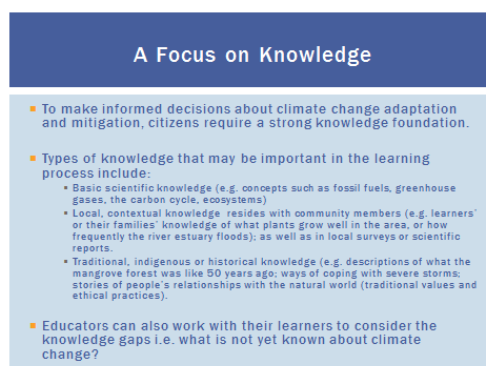 A Focus on Knowledge
To make informed decisions about climate change adaptation
and mitigation, citizens require a strong knowledge foundation.
Types of knowledge that may be important in the learning
process include:
Basic scientific knowledge (e.g. concepts such as fossil fuels, greenhouse
gases, the carbon cycle, ecosystems)
Local, contextual knowledge resides with community members (e.g. learners'
or their families' knowledge of what plants grow well in the area, or how
frequently the river estuary floods); as well as in local surveys or scientific
reports.
Traditional, indigenous or historical knowledge (e.g. descriptions of what the
mangrove forest was like 50 years ago; ways of coping with severe storms;
stories of people's relationships with the natural world (traditional values and
ethical practices).
Educators can also work with their learners to consider the
knowledge gaps i.e. what is not yet known about climate
change?